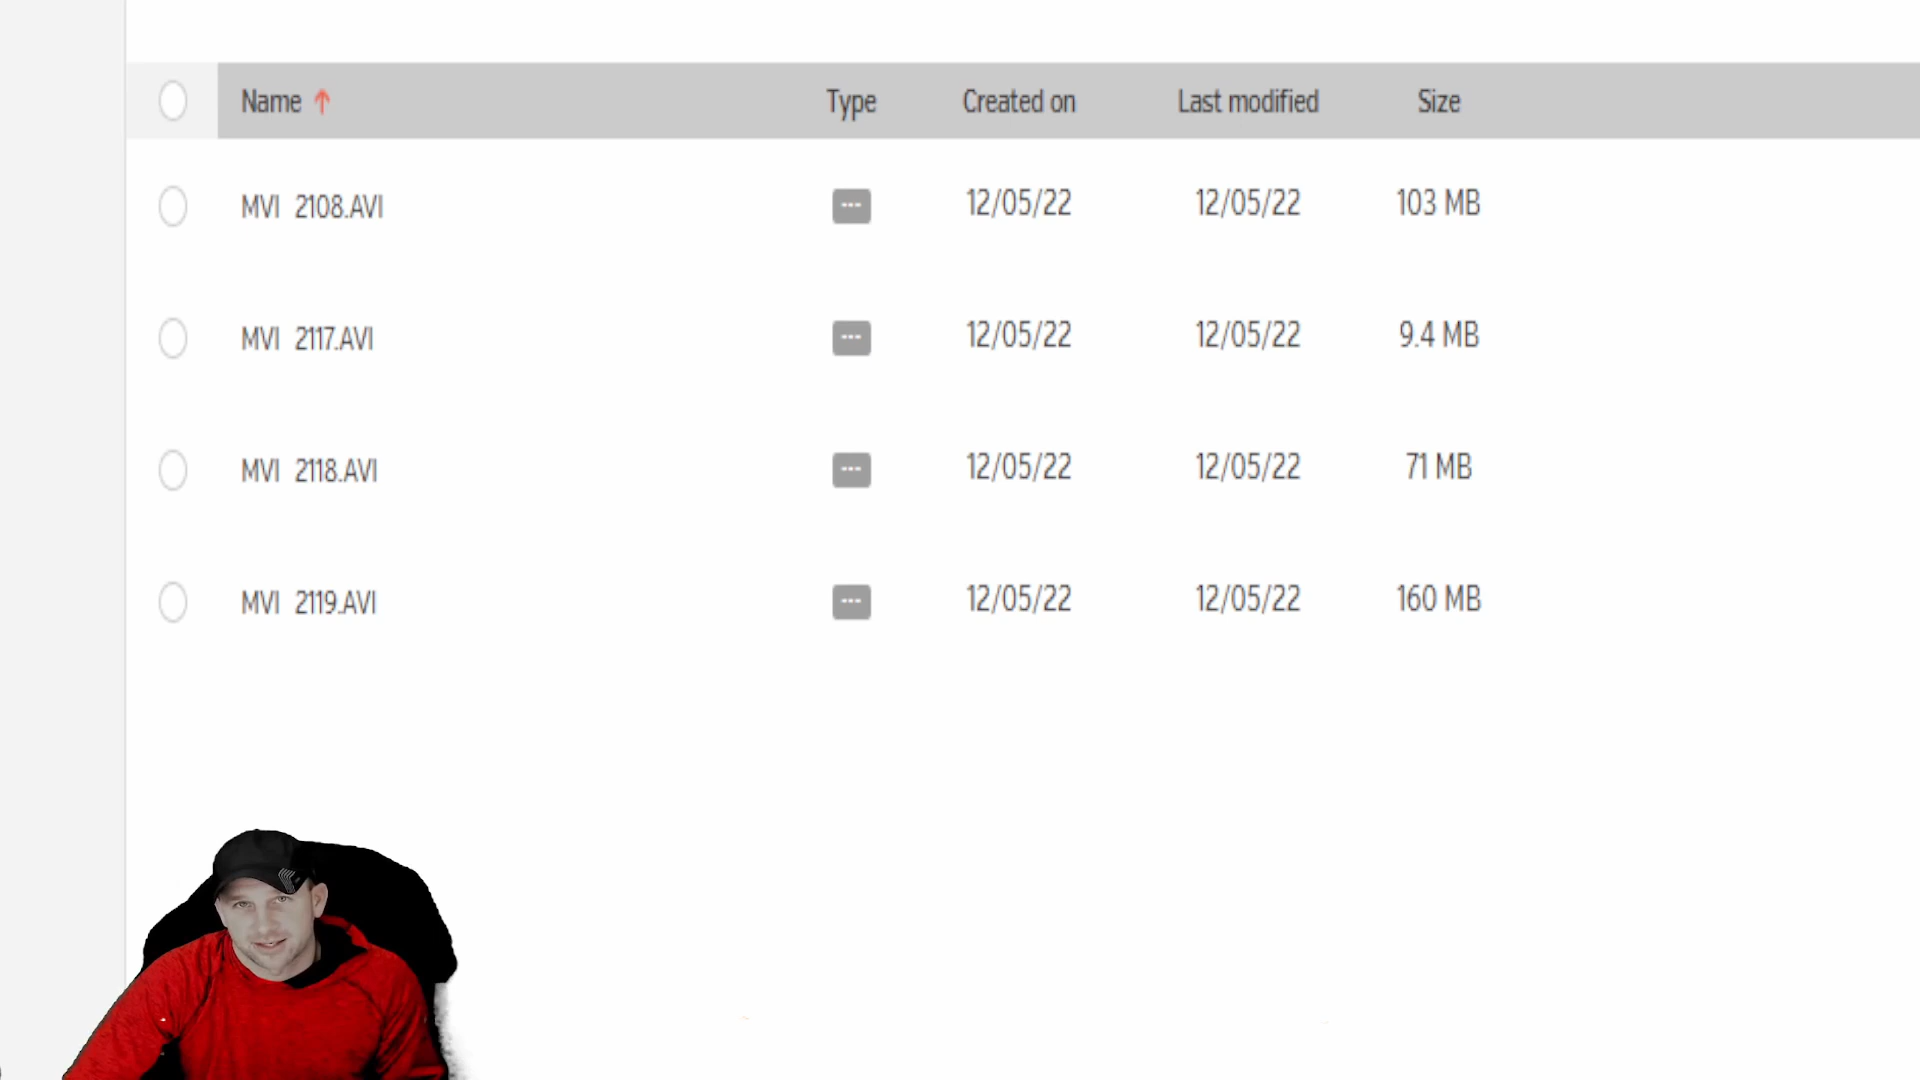 Name ↑ Type Created on Last modified Size
MVI 2108.AVI --- 12/05/22 12/05/22 103 MB
MVI 2117.AVI --- 12/05/22 12/05/22 9.4 MB
MVI 2118.AVI --- 12/05/22 12/05/22 71 MB
MVI 2119.AVI --- 12/05/22 12/05/22 160 MB